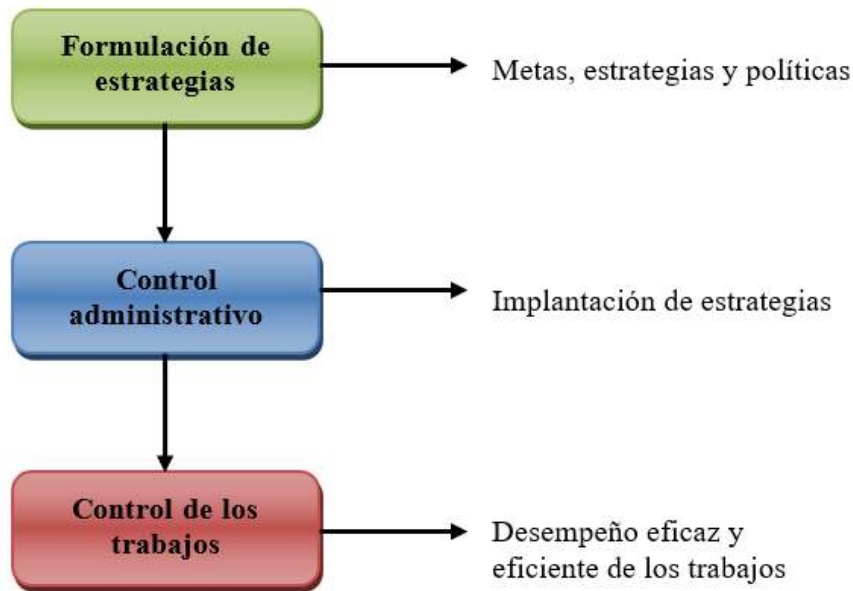 Formulación de
estrategias
Metas, estrategias y políticas
Control
administrativo
Implantación de estrategias
Control de los
trabajos
Desempeño eficaz y
eficiente de los trabajos